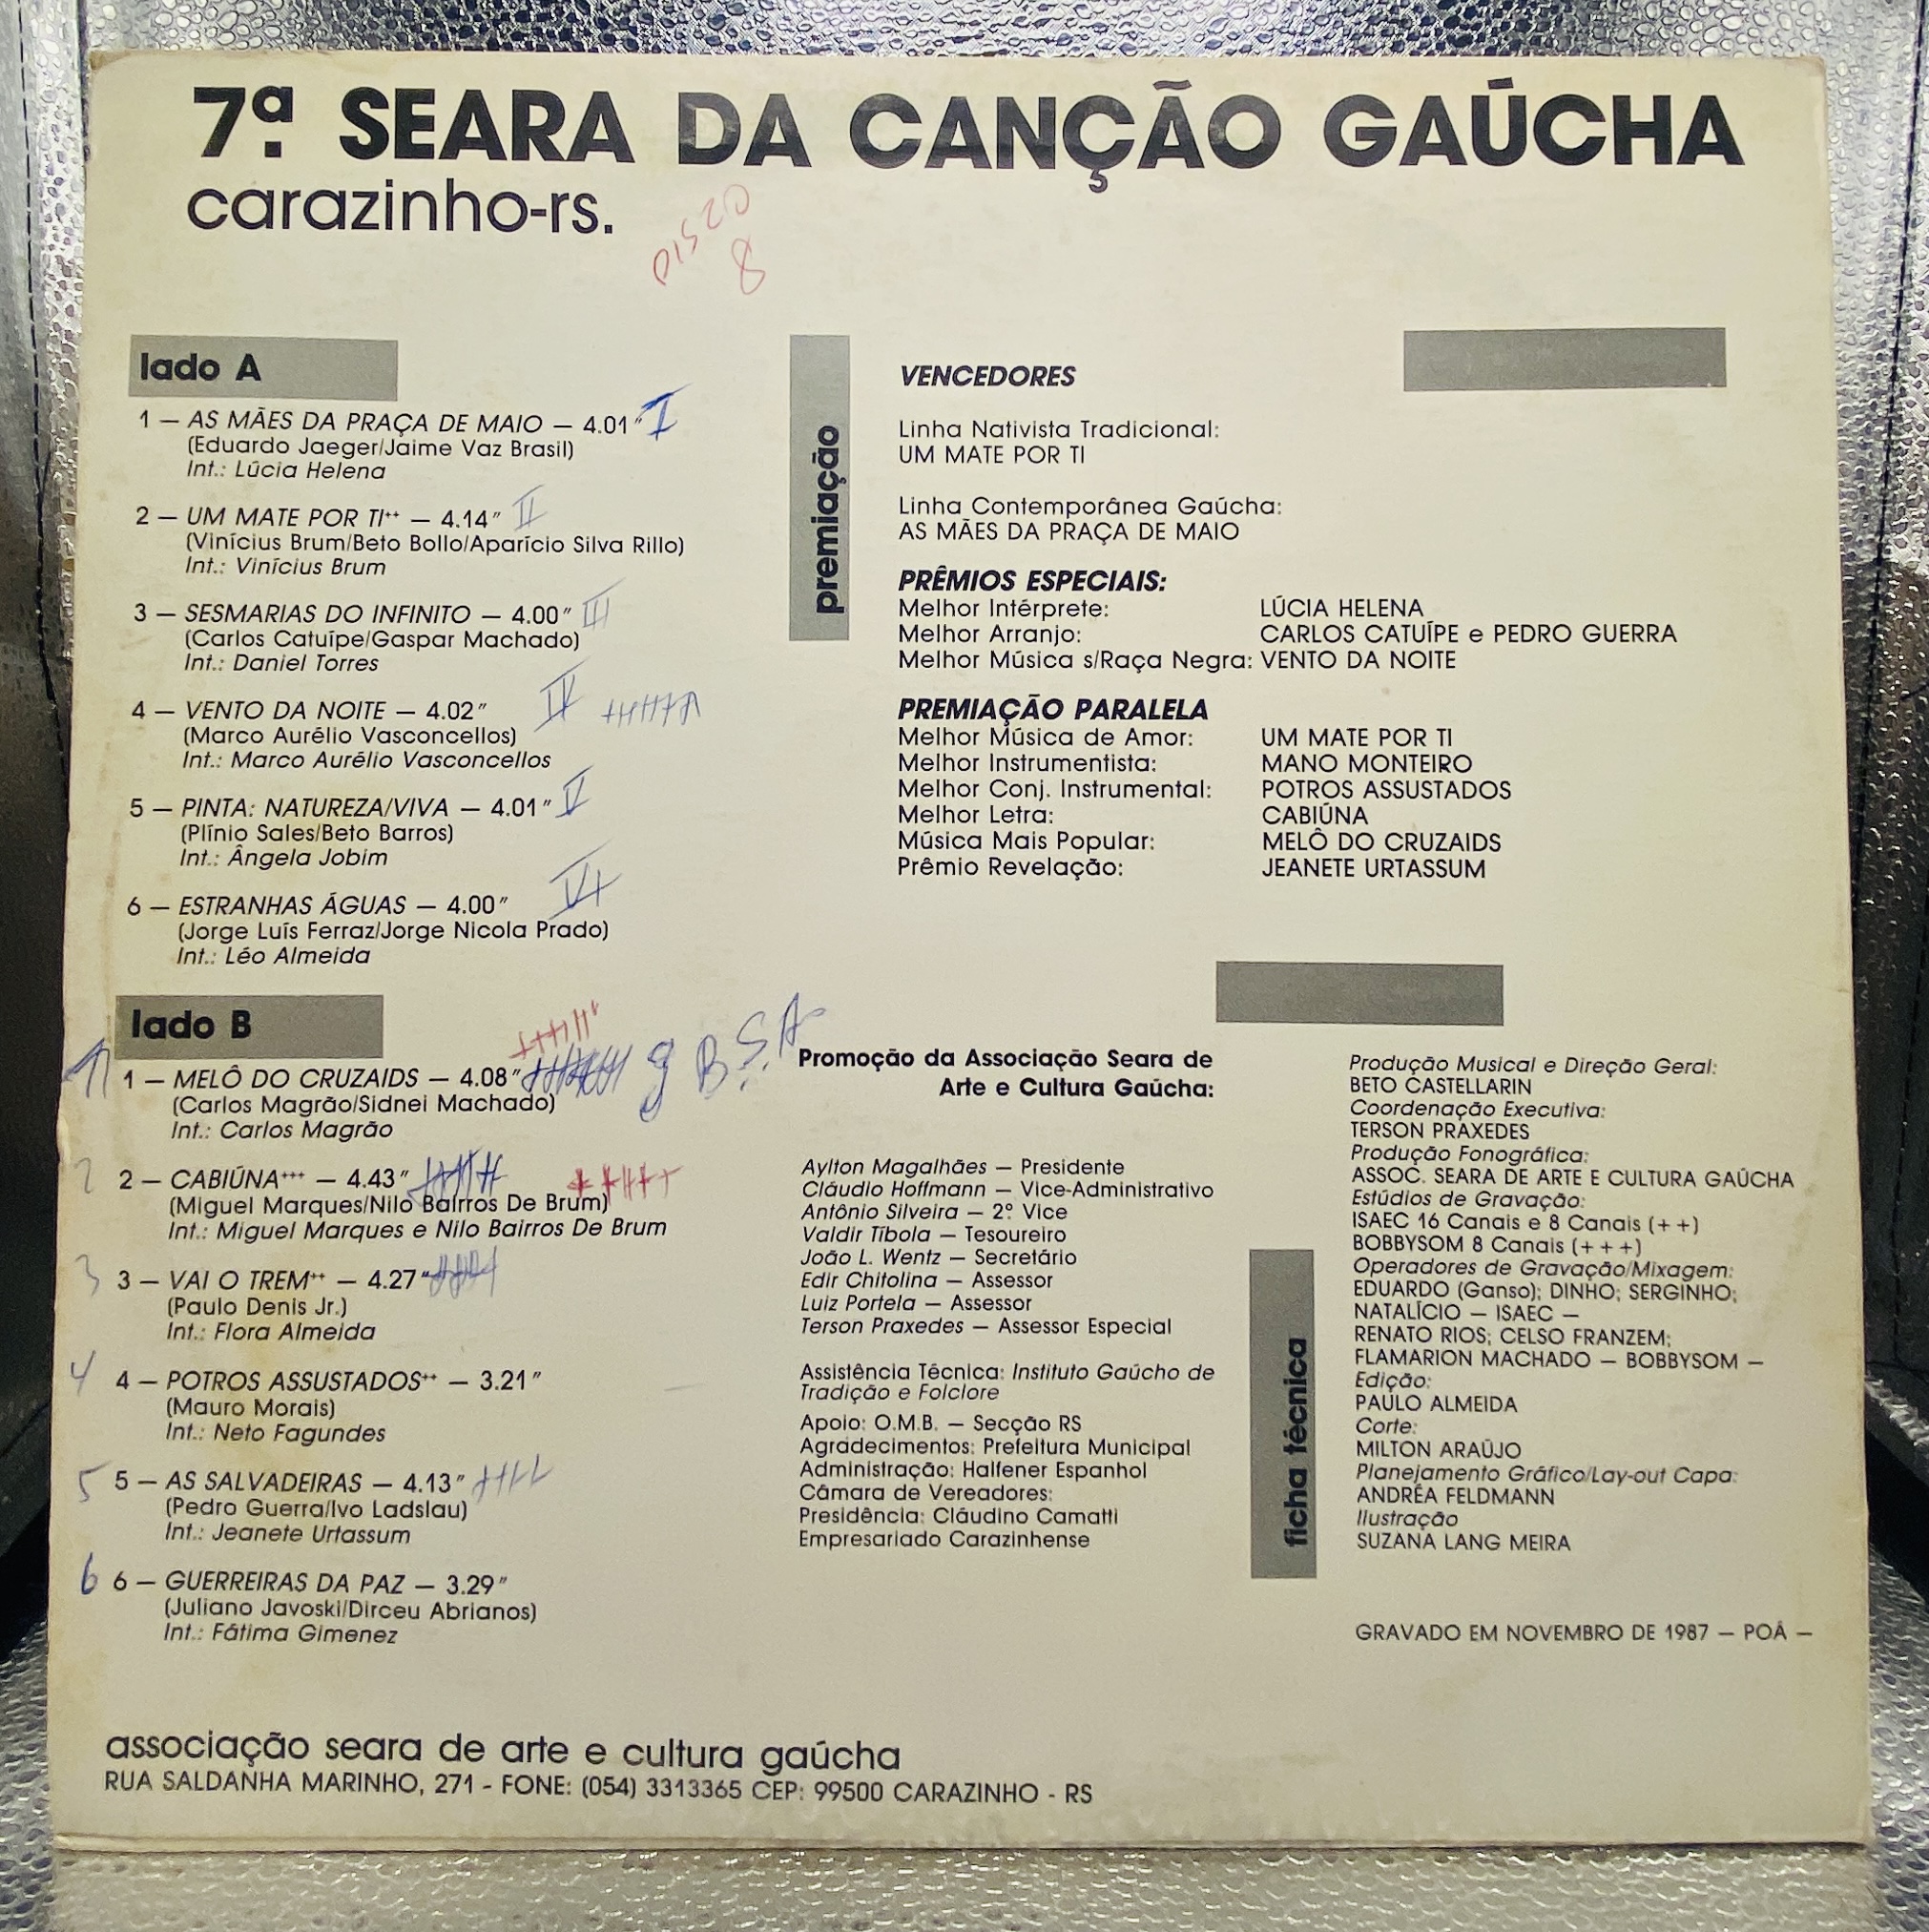 7ª SEARA DA CANÇÃO GAÚCHA
carazinho-rs.
DISCO
8
lado A
1 — AS MÃES DA PRAÇA DE MAIO — 4.01” I
(Eduardo Jaeger/Jaime Vaz Brasil)
Int.: Lúcia Helena
2 — UM MATE POR TI++ — 4.14” II
(Vinícius Brum/Beto Bollo/Aparício Silva Rillo)
Int.: Vinícius Brum
3 — SESMARIAS DO INFINITO — 4.00” III
(Carlos Catuípe/Gaspar Machado)
Int.: Daniel Torres
4 — VENTO DA NOITE — 4.02” IV
(Marco Aurélio Vasconcellos)
Int.: Marco Aurélio Vasconcellos
5 — PINTA: NATUREZA/VIVA — 4.01” V
(Plínio Sales/Beto Barros)
Int.: Ângela Jobim
6 — ESTRANHAS ÁGUAS — 4.00” VI
(Jorge Luís Ferraz/Jorge Nicola Prado)
Int.: Léo Almeida
lado B
1 1 — MELÔ DO CRUZAIDS — 4.08” B.S.A
(Carlos Magrão/Sidnei Machado)
Int.: Carlos Magrão
2 2 — CABIÚNA+++ — 4.43”
(Miguel Marques/Nilo Bairros De Brum)
Int.: Miguel Marques e Nilo Bairros De Brum
3 3 — VAI O TREM++ — 4.27”
(Paulo Denis Jr.)
Int.: Flora Almeida
4 4 — POTROS ASSUSTADOS++ — 3.21”
(Mauro Morais)
Int.: Neto Fagundes
5 5 — AS SALVADEIRAS — 4.13”
(Pedro Guerra/Ivo Ladslau)
Int.: Jeanete Urtassum
6 6 — GUERREIRAS DA PAZ — 3.29”
(Juliano Javoski/Dirceu Abrianos)
Int.: Fátima Gimenez
premiação
VENCEDORES
Linha Nativista Tradicional:
UM MATE POR TI
Linha Contemporânea Gaúcha:
AS MÃES DA PRAÇA DE MAIO
PRÊMIOS ESPECIAIS:
Melhor Intérprete: LÚCIA HELENA
Melhor Arranjo: CARLOS CATUÍPE e PEDRO GUERRA
Melhor Música s/Raça Negra: VENTO DA NOITE
PREMIAÇÃO PARALELA
Melhor Música de Amor: UM MATE POR TI
Melhor Instrumentista: MANO MONTEIRO
Melhor Conj. Instrumental: POTROS ASSUSTADOS
Melhor Letra: CABIÚNA
Música Mais Popular: MELÔ DO CRUZAIDS
Prêmio Revelação: JEANETE URTASSUM
Promoção da Associação Seara de
Arte e Cultura Gaúcha:
Aylton Magalhães — Presidente
Cláudio Hoffmann — Vice-Administrativo
Antônio Silveira — 2º Vice
Valdir Tíbola — Tesoureiro
João L. Wentz — Secretário
Edir Chitolina — Assessor
Luiz Portela — Assessor
Terson Praxedes — Assessor Especial
Assistência Técnica: Instituto Gaúcho de
Tradição e Folclore
Apoio: O.M.B. — Secção RS
Agradecimentos: Prefeitura Municipal
Administração: Halfener Espanhol
Câmara de Vereadores:
Presidência: Cláudino Camatti
Empresariado Carazinhense
ficha técnica
Produção Musical e Direção Geral:
BETO CASTELLARIN
Coordenação Executiva:
TERSON PRAXEDES
Produção Fonográfica:
ASSOC. SEARA DE ARTE E CULTURA GAÚCHA
Estúdios de Gravação:
ISAEC 16 Canais e 8 Canais (++)
BOBBYSOM 8 Canais (+++)
Operadores de Gravação/Mixagem:
EDUARDO (Ganso); DINHO; SERGINHO;
NATALÍCIO — ISAEC —
RENATO RIOS; CELSO FRANZEM;
FLAMARION MACHADO — BOBBYSOM —
Edição:
PAULO ALMEIDA
Corte:
MILTON ARAÚJO
Planejamento Gráfico/Lay-out Capa:
ANDRÉA FELDMANN
Ilustração
SUZANA LANG MEIRA
GRAVADO EM NOVEMBRO DE 1987 — POÁ —
associação seara de arte e cultura gaúcha
RUA SALDANHA MARINHO, 271 - FONE: (054) 3313365 CEP: 99500 CARAZINHO - RS